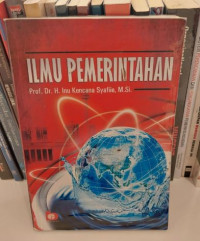 ILMU PEMERINTAHAN
Prof. Dr. H. Inu Kencana Syafiie, M.Si.